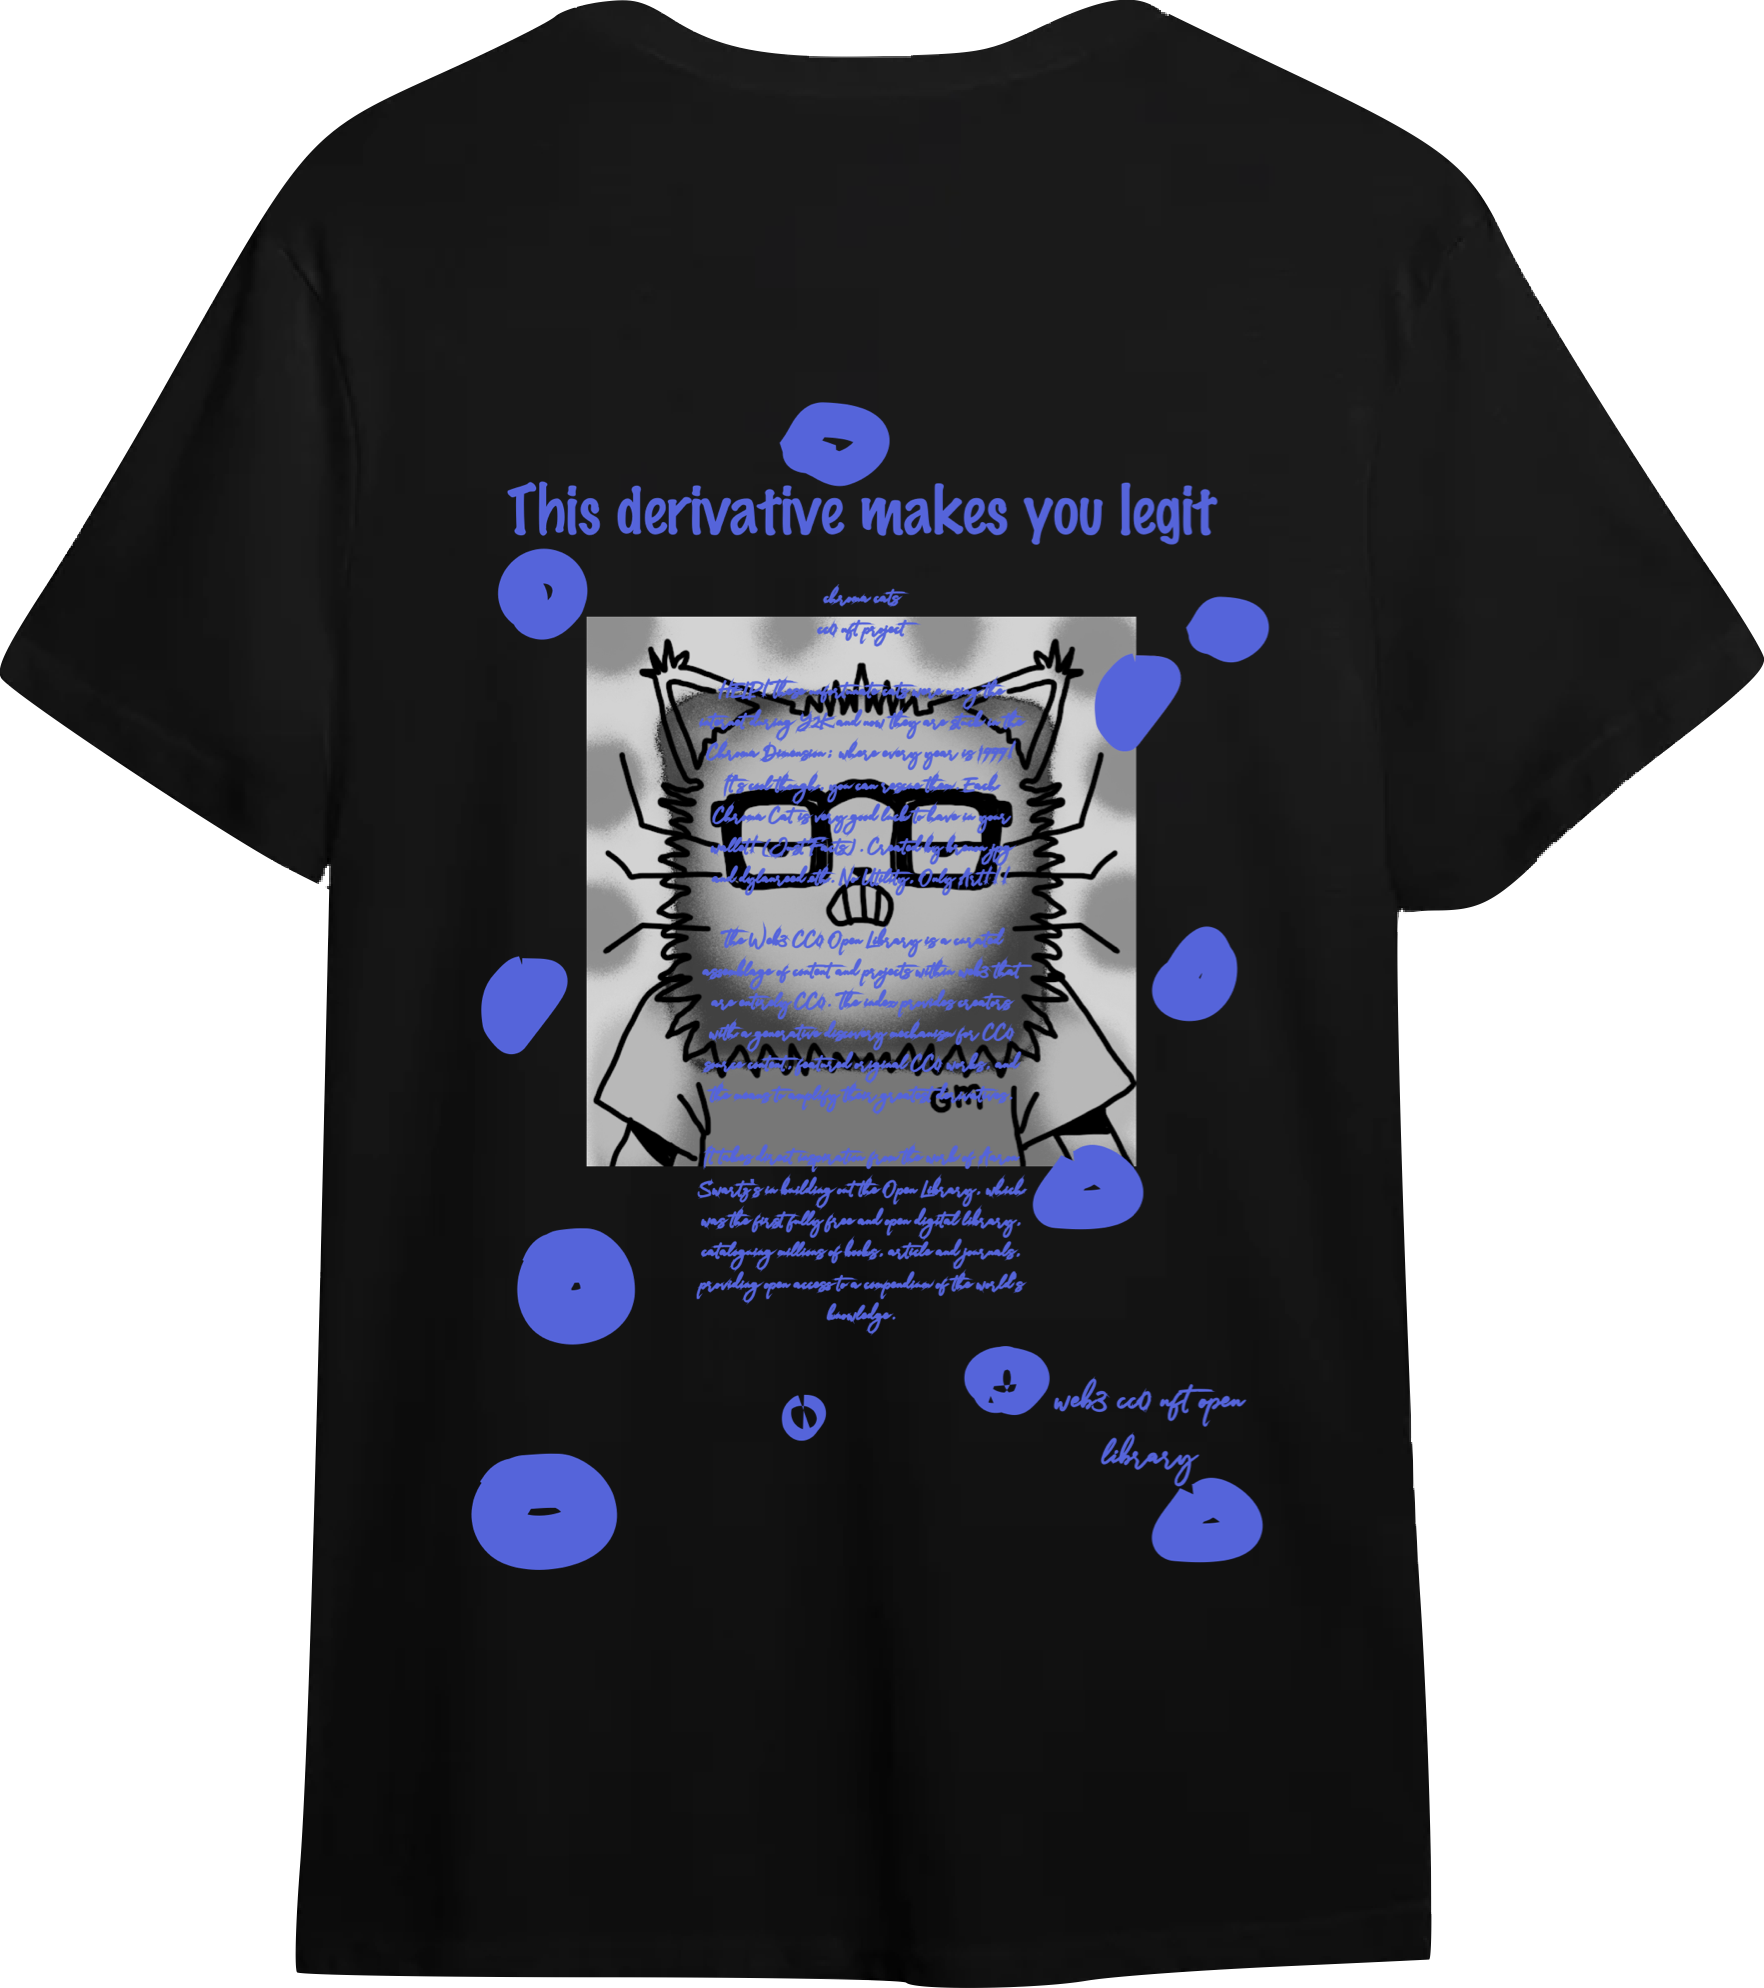 This derivative makes you legit
chroma cats
cc0 nft project
HELP! these unfortunate cats were using the
internet during Y2K and now they are stuck in the
Chroma Dimension; where every year is 1999!
It's cool though, you can rescue them. Each
Chroma Cat is very good luck to have in your
wallet! (Just Facts). Created by
and dylanreed.eth. No Utility, Only Art!!!
The Web3 CC0 Open Library is a curated
assemblage of content and projects within web3 that
are entirely CC0. The index provides creators
with a generative discovery mechanism for CC0
source content, featured original CC0 works, and
the means to amplify their greatest derivatives.
GM
It takes direct inspiration from the work of Aaron
Swartz's in building out the Open Library, which
was the first fully free and open digital library,
cataloguing millions of books, article and journals,
providing open access to a compendium of the world's
knowledge.
web3 cc0 nft open
library